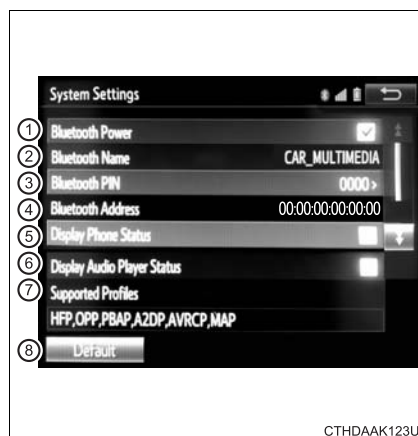 System Settings
1 Bluetooth Power
2 Bluetooth Name CAR_MULTIMEDIA
3 Bluetooth PIN 0000 >
4 Bluetooth Address 00:00:00:00:00:00
5 Display Phone Status
6 Display Audio Player Status
7 Supported Profiles
HFP,OPP,PBAP,A2DP,AVRCP,MAP
8 Default
CTHDAAK123U